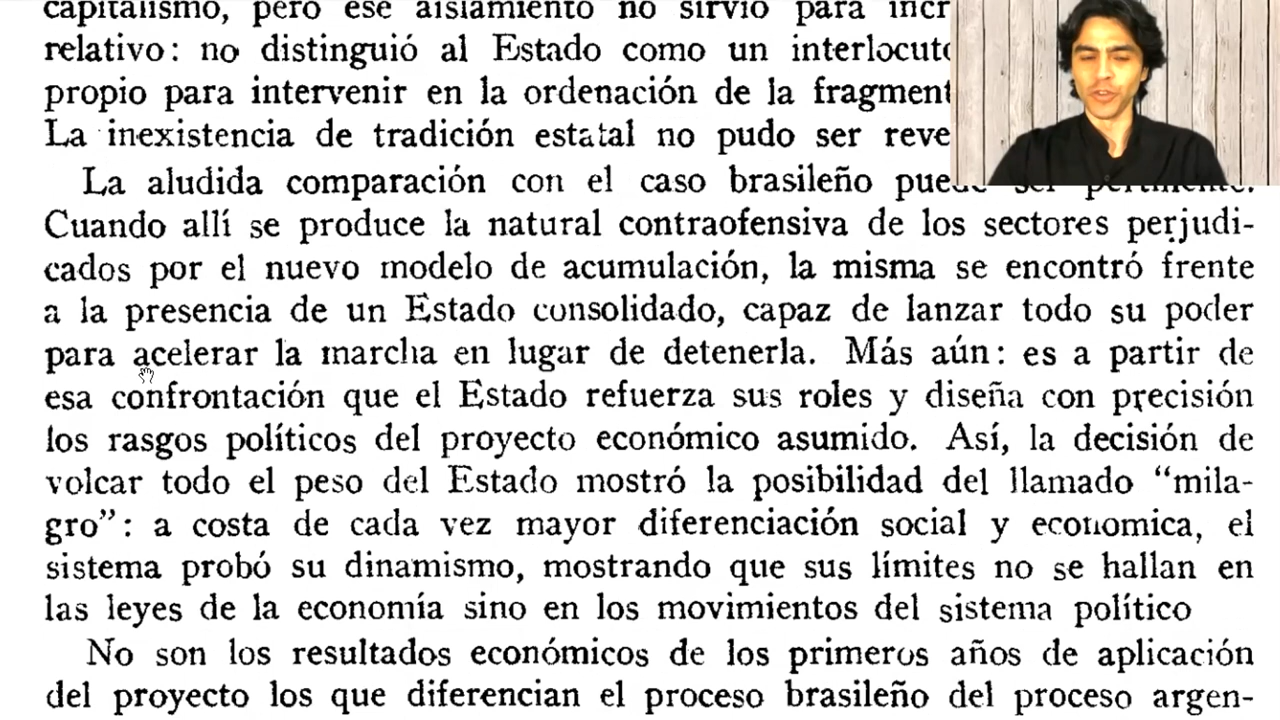 capitalismo, pero ese aislamiento no sirvió para
relativo: no distinguió al Estado como un
propio para intervenir en la ordenación de la
La inexistencia de tradición estatal no pudo ser
La aludida comparación con el caso brasileño
Cuando allí se produce la natural contraofensiva de los sectores perjudi-
cados por el nuevo modelo de acumulación, la misma se encontró frente
a la presencia de un Estado consolidado, capaz de lanzar todo su poder
para acelerar la marcha en lugar de detenerla. Más aún: es a partir de
esa confrontación que el Estado refuerza sus roles y diseña con precisión
los rasgos políticos del proyecto económico asumido. Así, la decisión de
volcar todo el peso del Estado mostró la posibilidad del llamado “mila-
gro”: a costa de cada vez mayor diferenciación social y economica, el
sistema probó su dinamismo, mostrando que sus límites no se hallan en
las leyes de la economía sino en los movimientos del sistema político
No son los resultados económicos de los primeros años de aplicación
del proyecto los que diferencian el proceso brasileño del proceso argen-